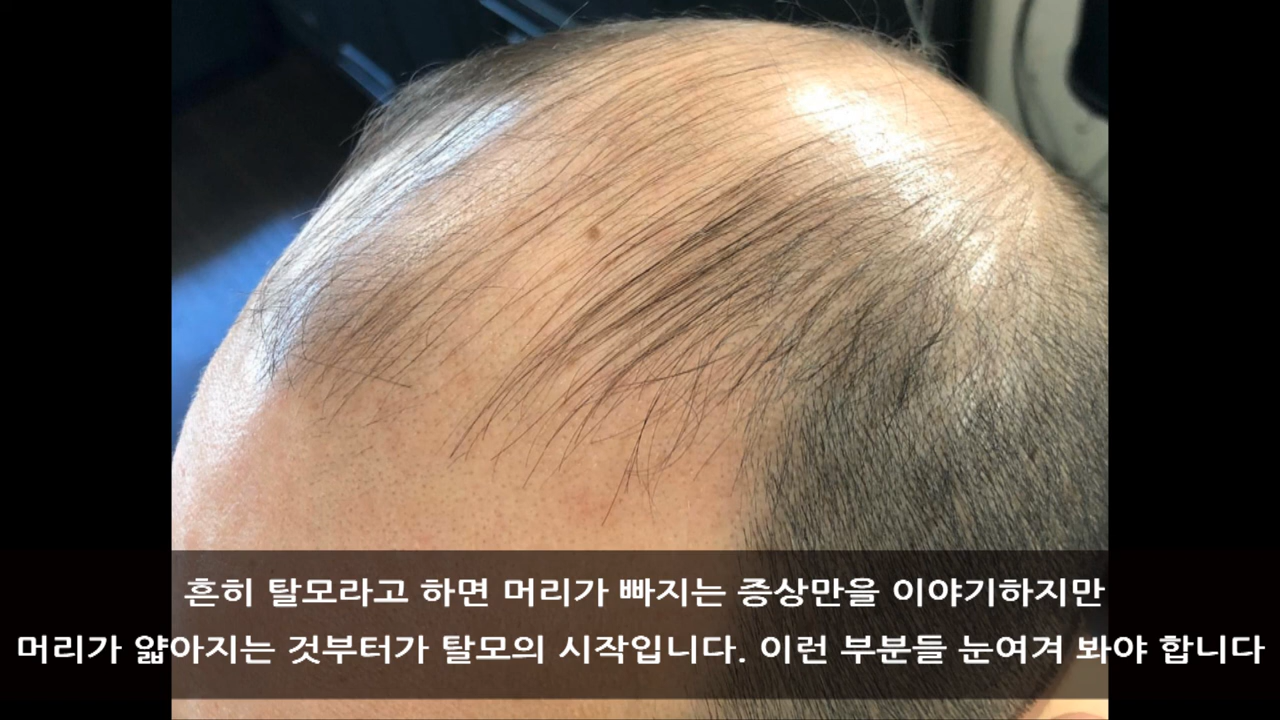 흔히 탈모라고 하면 머리가 빠지는 증상만을 이야기하지만
머리가 얇아지는 것부터가 탈모의 시작입니다. 이런 부분들 눈여겨 봐야 합니다